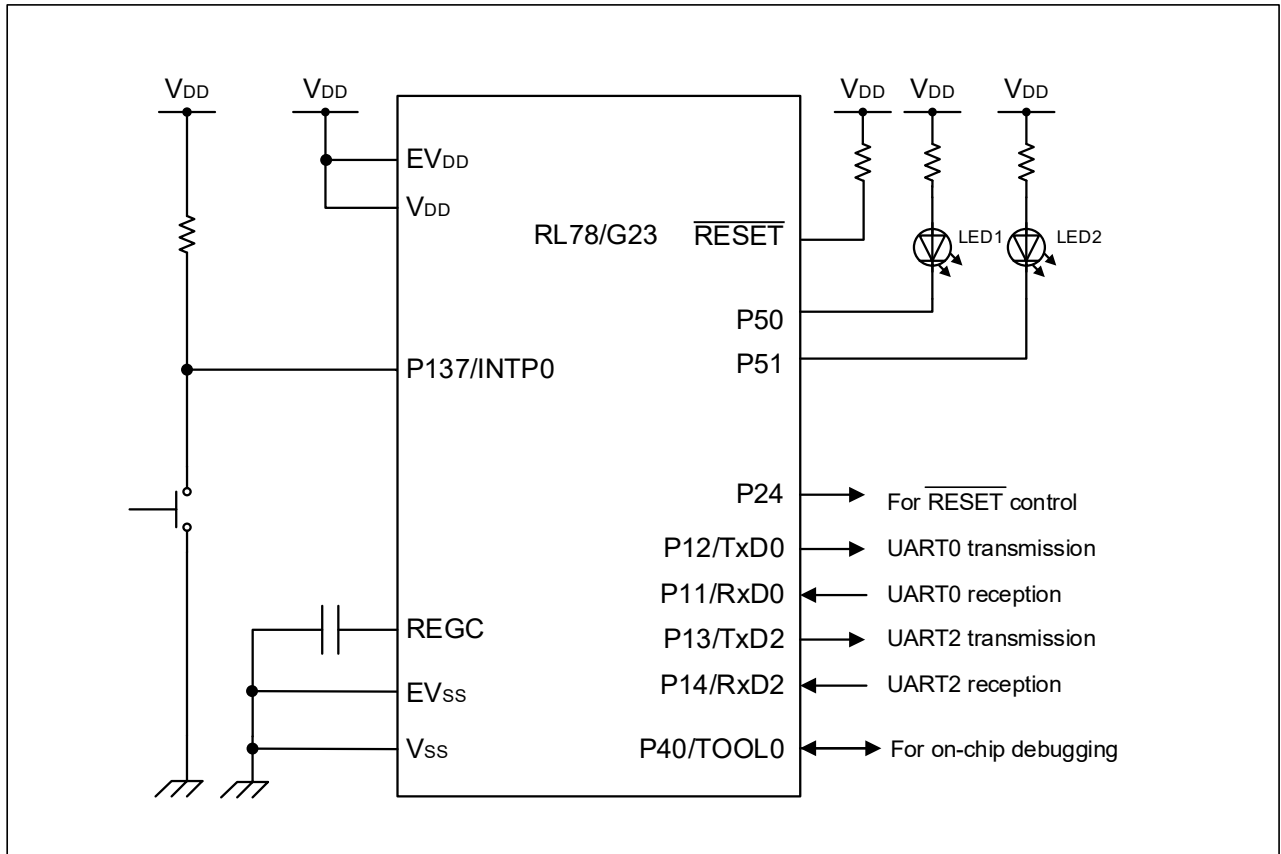 VDD
VDD
VDD
VDD
VDD
EVDD
VDD
RL78/G23
RESET
LED1
LED2
P50
P51
P137/INTP0
P24
For RESET control
P12/TxD0
UART0 transmission
P11/RxD0
UART0 reception
REGC
P13/TxD2
UART2 transmission
P14/RxD2
UART2 reception
EVSS
VSS
P40/TOOL0
For on-chip debugging